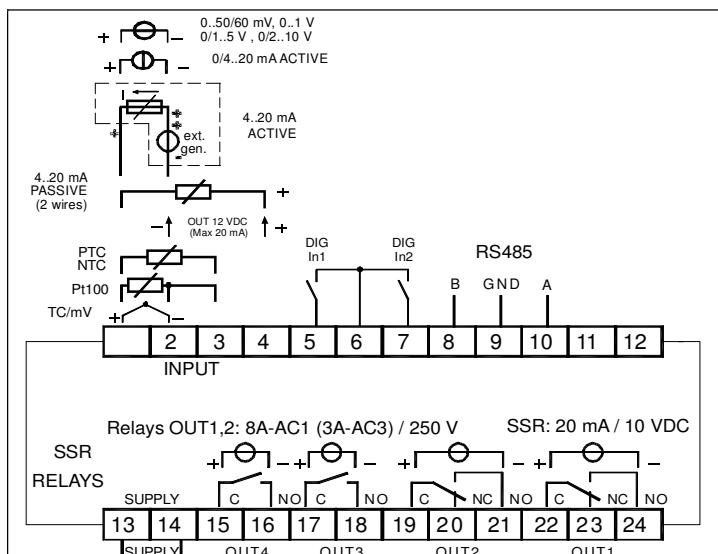 + − 0..50/60 mV, 0..1 V
0/1..5 V , 0/2..10 V
+ − 0/4..20 mA ACTIVE
I
+ +
+
ext.
gen.
-
4..20 mA
ACTIVE
4..20 mA
PASSIVE
(2 wires)
+
− OUT 12 VDC +
(Max 20 mA)
PTC
NTC
Pt100
TC/mV + −
DIG
In1
DIG
In2
RS485
B GND A
2 3 4 5 6 7 8 9 10 11 12
INPUT
Relays OUT1,2: 8A-AC1 (3A-AC3) / 250 V SSR: 20 mA / 10 VDC
SSR
RELAYS
+ − + − + − + −
SUPPLY C NO C NO C NC NO C NC NO
13 14 15 16 17 18 19 20 21 22 23 24
SUPPLY OUT4 OUT3 OUT2 OUT1